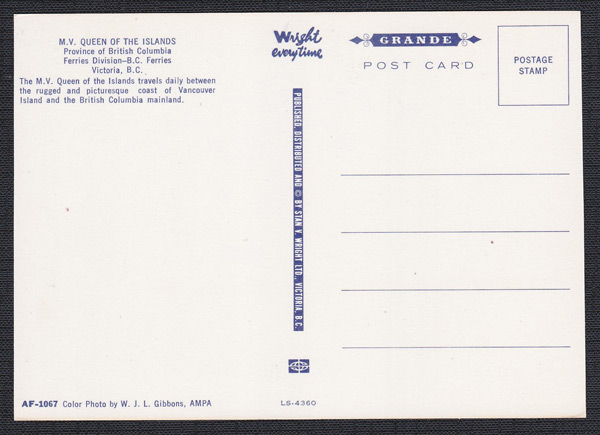 M.V. QUEEN OF THE ISLANDS
Province of British Columbia
Ferries Division—B.C. Ferries
Victoria, B.C.
The M.V. Queen of the Islands travels daily between
the rugged and picturesque coast of Vancouver
Island and the British Columbia mainland.
AF-1067 Color Photo by W. J. L. Gibbons, AMPA
Wright
everytime
PUBLISHED, DISTRIBUTED AND © BY STAN V. WRIGHT LTD., VICTORIA, B.C.
LS-4360
GRANDE
POST CARD
POSTAGE
STAMP